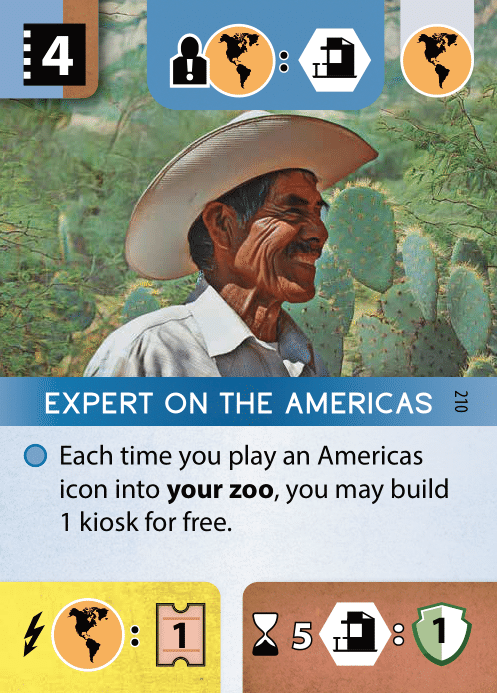 4
:
EXPERT ON THE AMERICAS
210
Each time you play an Americas
icon into your zoo, you may build
1 kiosk for free.
: 1
5 : 1